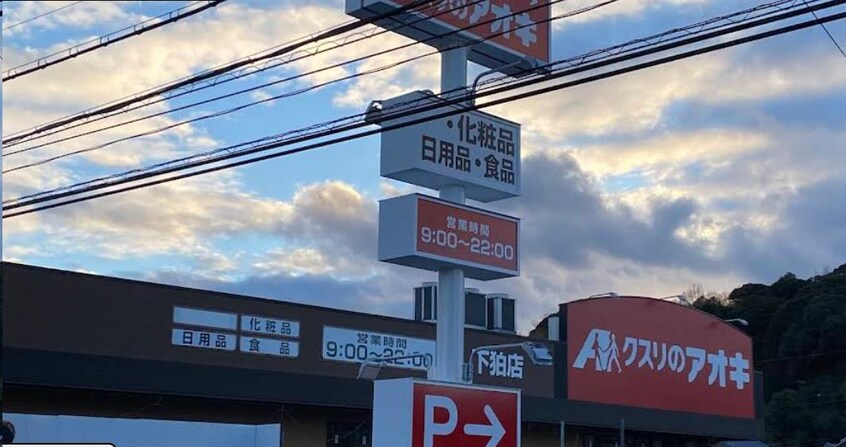 クスリのアオキ
・化粧品
日用品・食品
営業時間
9:00〜22:00
化粧品
日用品
食品
営業時間
9:00〜22:00
下狛店
クスリのアオキ
P→